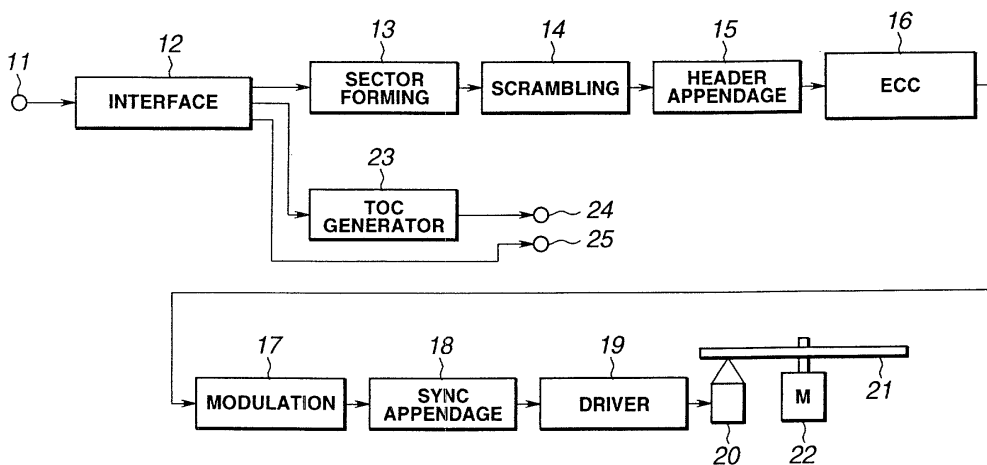 11
12
INTERFACE
13
SECTOR
FORMING
14
SCRAMBLING
15
HEADER
APPENDAGE
16
ECC
23
TOC
GENERATOR
24
25
17
MODULATION
18
SYNC
APPENDAGE
19
DRIVER
20
M
22
21